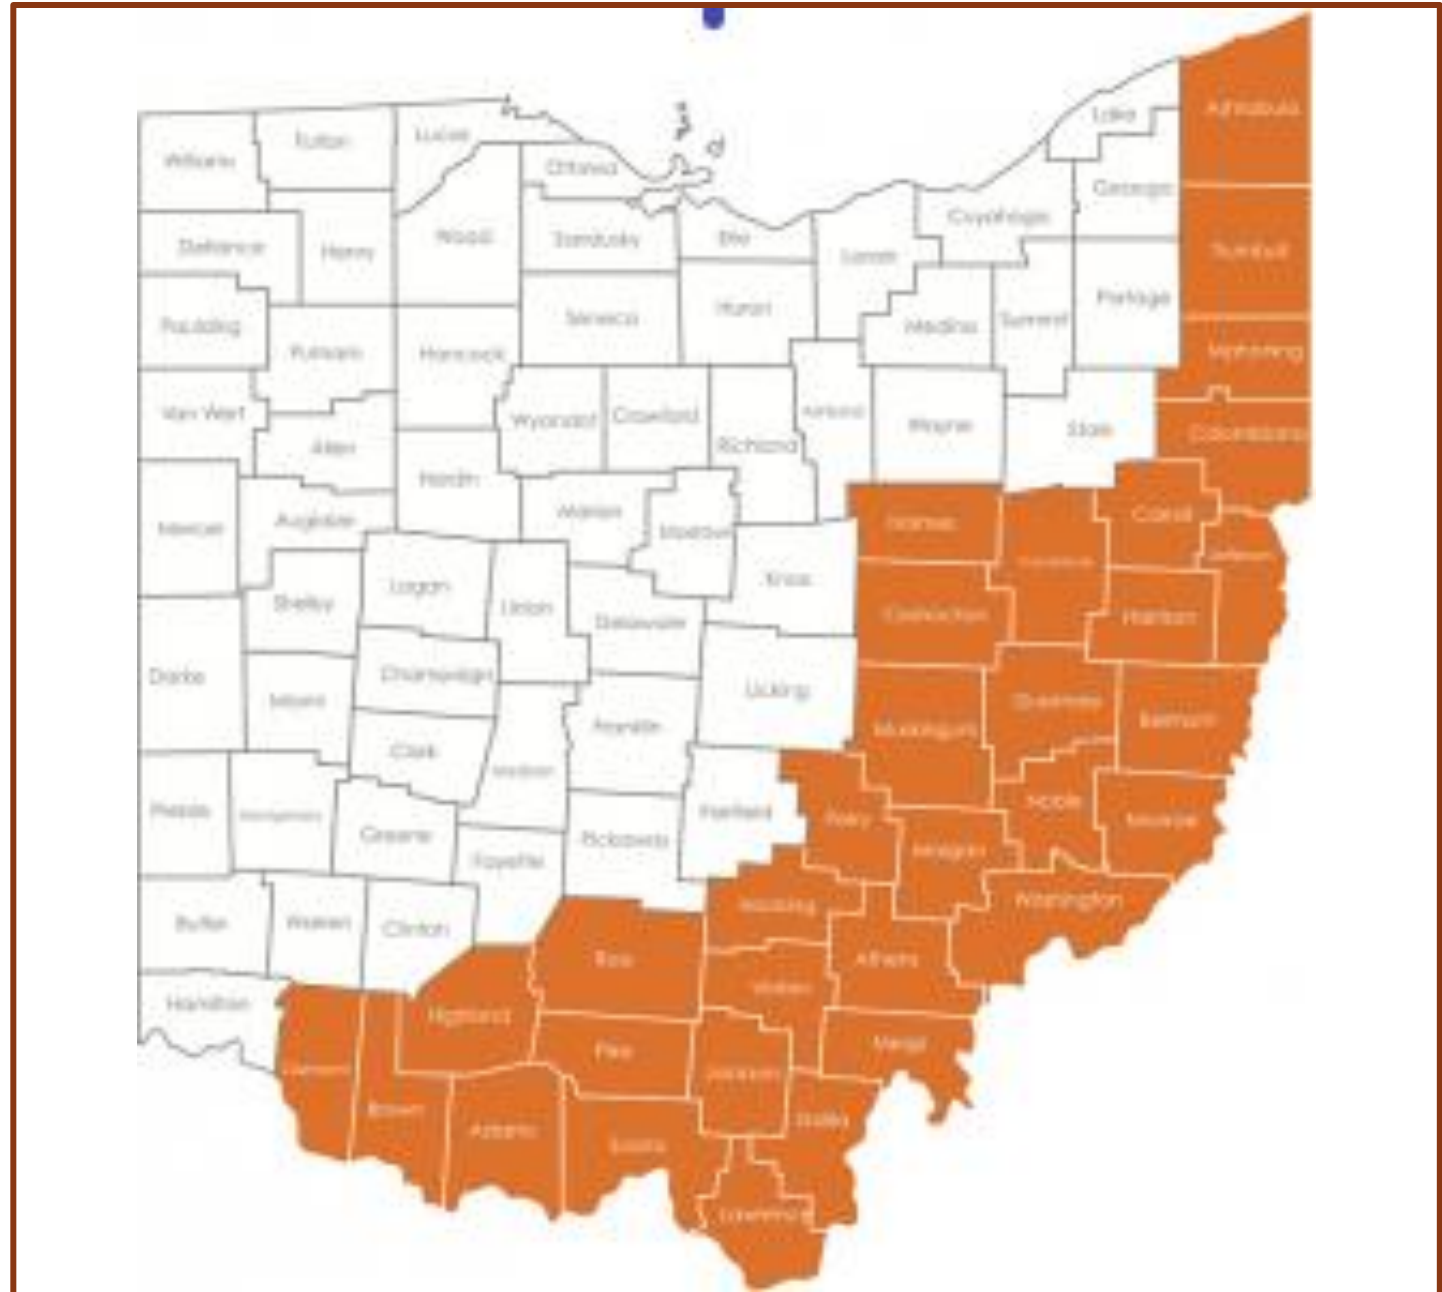 Ashtabula
Lake
Fulton
Lucas
Williams
Ottawa
Geauga
Cuyahoga
Defiance
Henry
Wood
Sandusky
Erie
Lorain
Trumbull
Portage
Paulding
Seneca
Huron
Medina
Summit
Putnam
Hancock
Mahoning
Van Wert
Wyandot
Crawford
Ashland
Wayne
Stark
Columbiana
Allen
Richland
Hardin
Mercer
Auglaize
Marion
Morrow
Holmes
Carroll
Jefferson
Logan
Knox
Shelby
Union
Delaware
Coshocton
Harrison
Darke
Champaign
Licking
Miami
Franklin
Muskingum
Guernsey
Belmont
Clark
Madison
Preble
Montgomery
Greene
Fairfield
Perry
Noble
Monroe
Pickaway
Morgan
Fayette
Butler
Warren
Clinton
Hocking
Washington
Ross
Athens
Vinton
Hamilton
Highland
Pike
Meigs
Jackson
Clermont
Brown
Adams
Scioto
Gallia
Lawrence